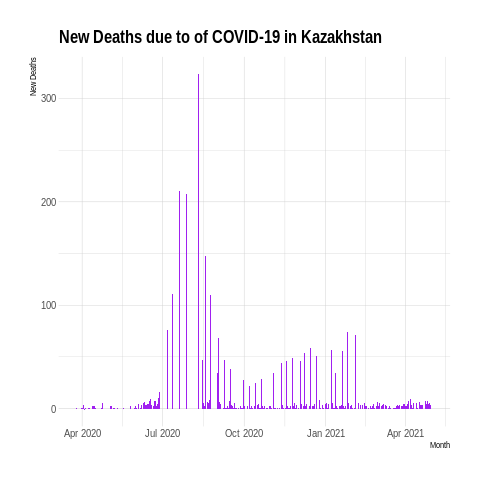 New Deaths due to of COVID-19 in Kazakhstan
New Deaths
300
200
100
0
Apr 2020 Jul 2020 Oct 2020 Jan 2021 Apr 2021
Month